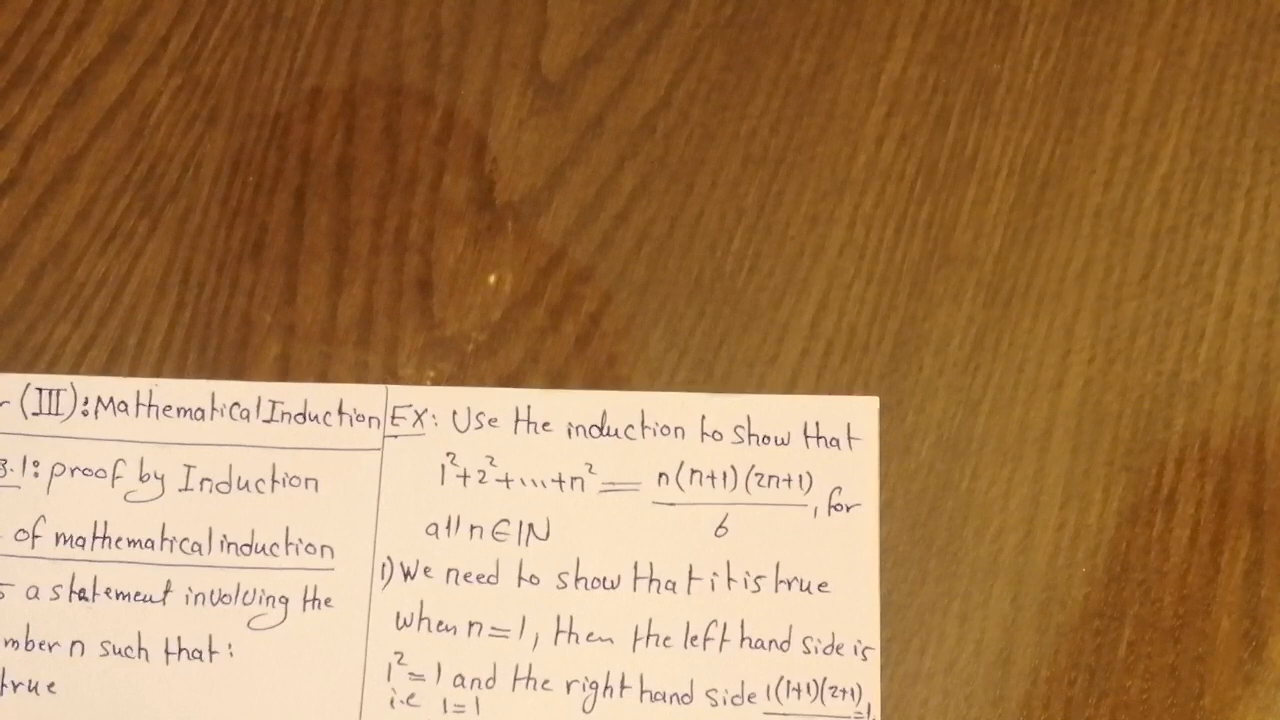 (III): Mathematical Induction
3.1: proof by Induction
of mathematical induction
a statement involving the
mber n such that:
true
EX: Use the induction to show that
1²+2²+...+n² = n(n+1)(2n+1)/6, for
all n ∈ IN
1) We need to show that it is true
when n=1, then the left hand side is
1²=1 and the right hand side 1(1+1)(2+1) =1
i.e 1=1